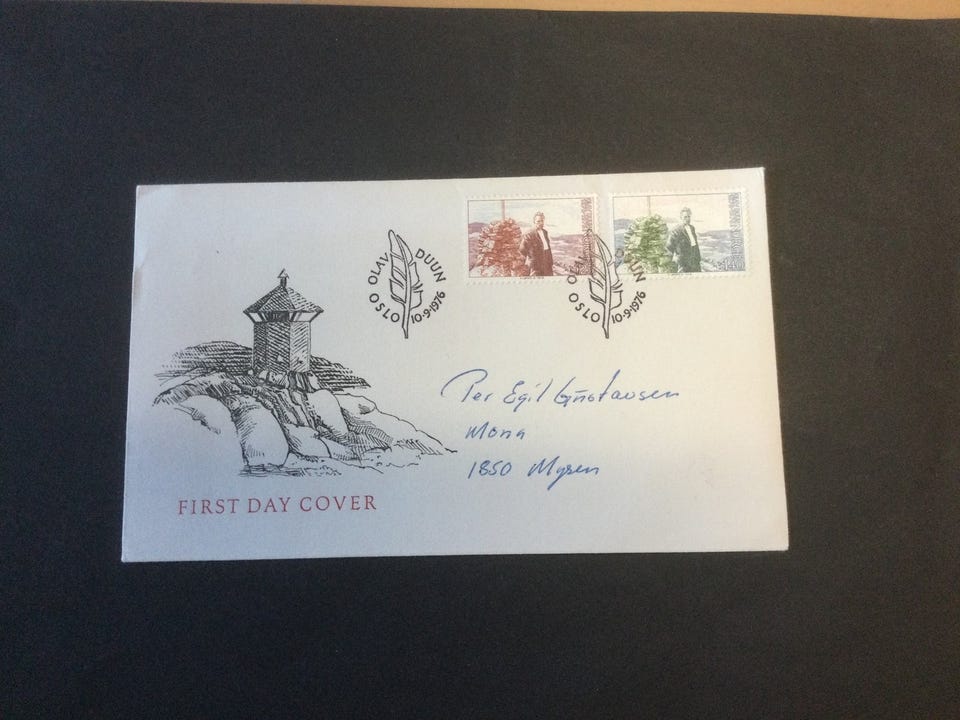 OLAV DUUN
OSLO 10·9·1976
OLAV DUUN
OSLO 10·9·1976
Per Egil Gustavsen
Mona
1850 Mysen
FIRST DAY COVER